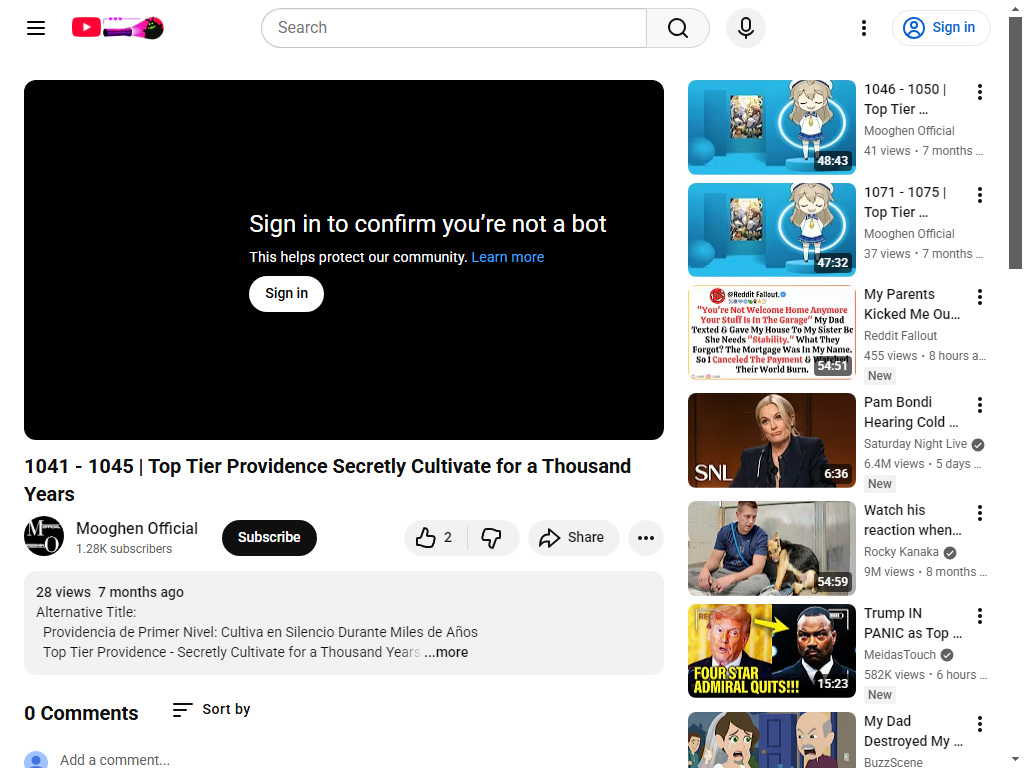 Search
Sign in
Sign in to confirm you're not a bot
This helps protect our community. Learn more
Sign in
1041 - 1045 | Top Tier Providence Secretly Cultivate for a Thousand
Years
Mooghen Official
1.28K subscribers
Subscribe
2
Share
28 views 7 months ago
Alternative Title:
Providencia de Primer Nivel: Cultiva en Silencio Durante Miles de Años
Top Tier Providence - Secretly Cultivate for a Thousand Years ...more
0 Comments
Sort by
Add a comment...
48:43
1046 - 1050 |
Top Tier ...
Mooghen Official
41 views • 7 months ...
47:32
1071 - 1075 |
Top Tier ...
Mooghen Official
37 views • 7 months ...
@Reddit Fallout.
"You're Not Welcome Home Anymore
Your Stuff Is In The Garage" My Dad
Texted & Gave My House To My Sister Bc
She Needs "Stability." What They
Forgot? The Mortgage Was In My Name.
So I Canceled The Payment & Watched
Their World Burn.
54:51
My Parents
Kicked Me Ou...
Reddit Fallout
455 views • 8 hours a...
New
SNL
6:36
Pam Bondi
Hearing Cold ...
Saturday Night Live
6.4M views • 5 days ...
New
54:59
Watch his
reaction when...
Rocky Kanaka
9M views • 8 months ...
REC
FOUR STAR
ADMIRAL QUITS!!!
15:23
Trump IN
PANIC as Top ...
MeidasTouch
582K views • 6 hours ...
New
My Dad
Destroyed My ...
BuzzScene